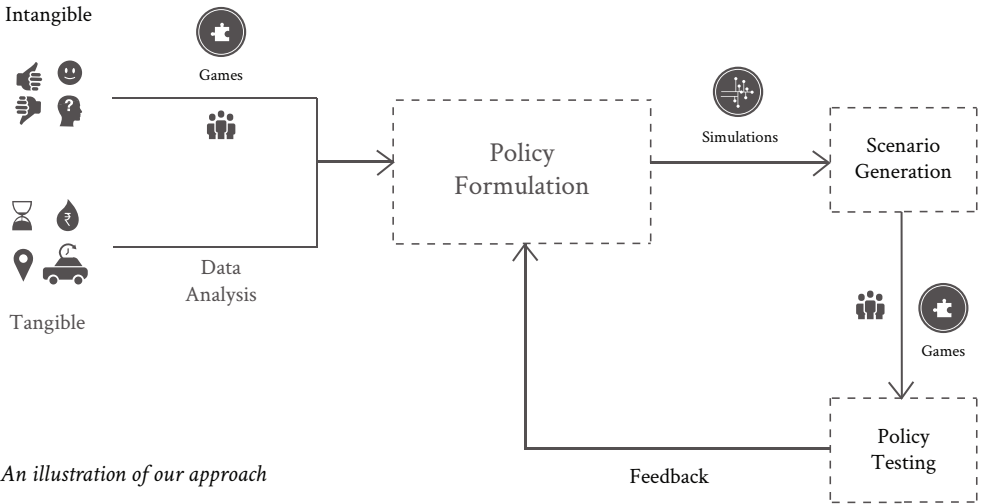 Intangible
Games
?
Policy
Formulation
Simulations
Scenario
Generation
₹
Data
Analysis
Tangible
Games
Policy
Testing
Feedback
An illustration of our approach